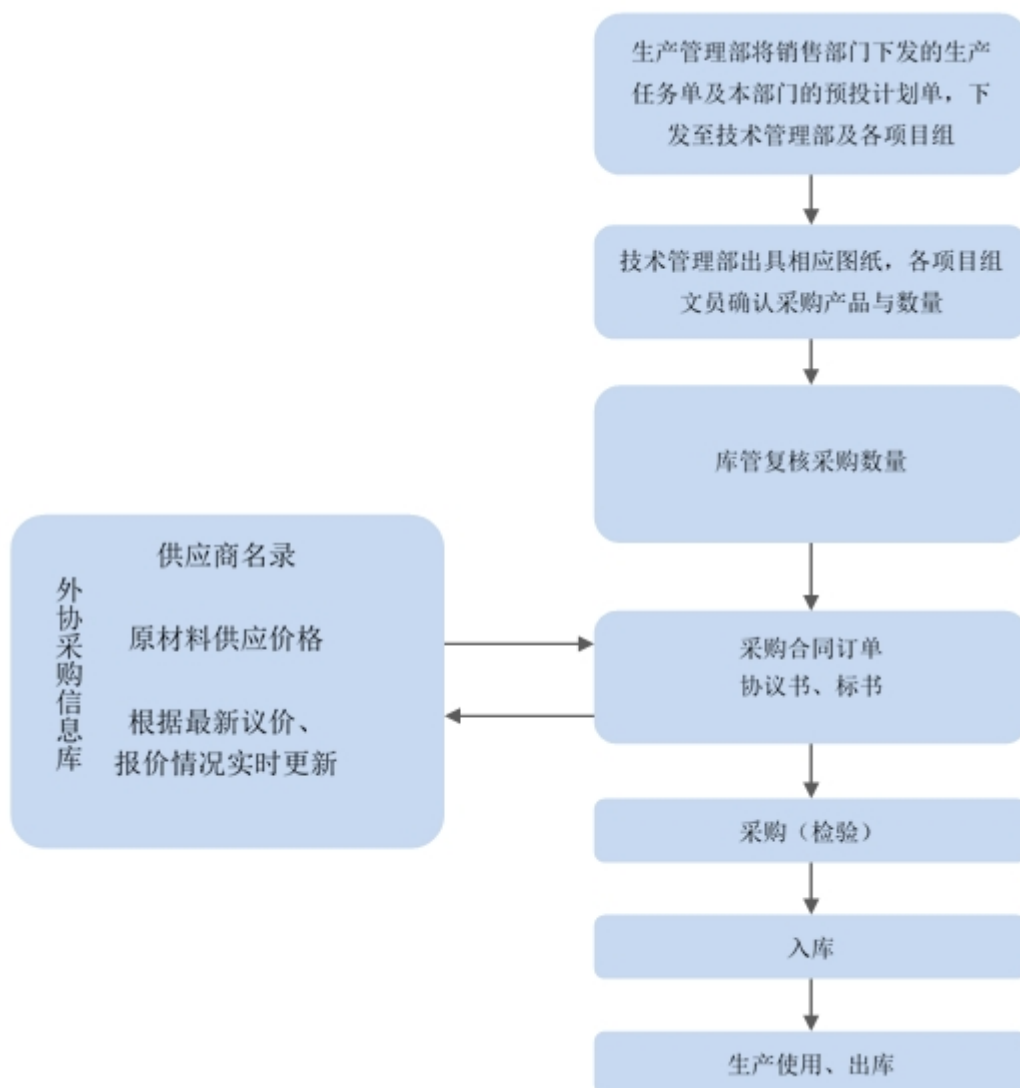 生产管理部将销售部门下发的生产
任务单及本部门的预投计划单，下
发至技术管理部及各项目组
技术管理部出具相应图纸，各项目组
文员确认采购产品与数量
库管复核采购数量
外协采购信息库
供应商名录
原材料供应价格
根据最新议价、
报价情况实时更新
采购合同订单
协议书、标书
采购（检验）
入库
生产使用、出库